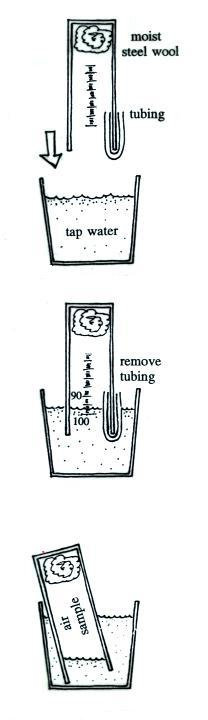 moist
steel wool
tubing
tap water
remove
tubing
90
100
air
sample